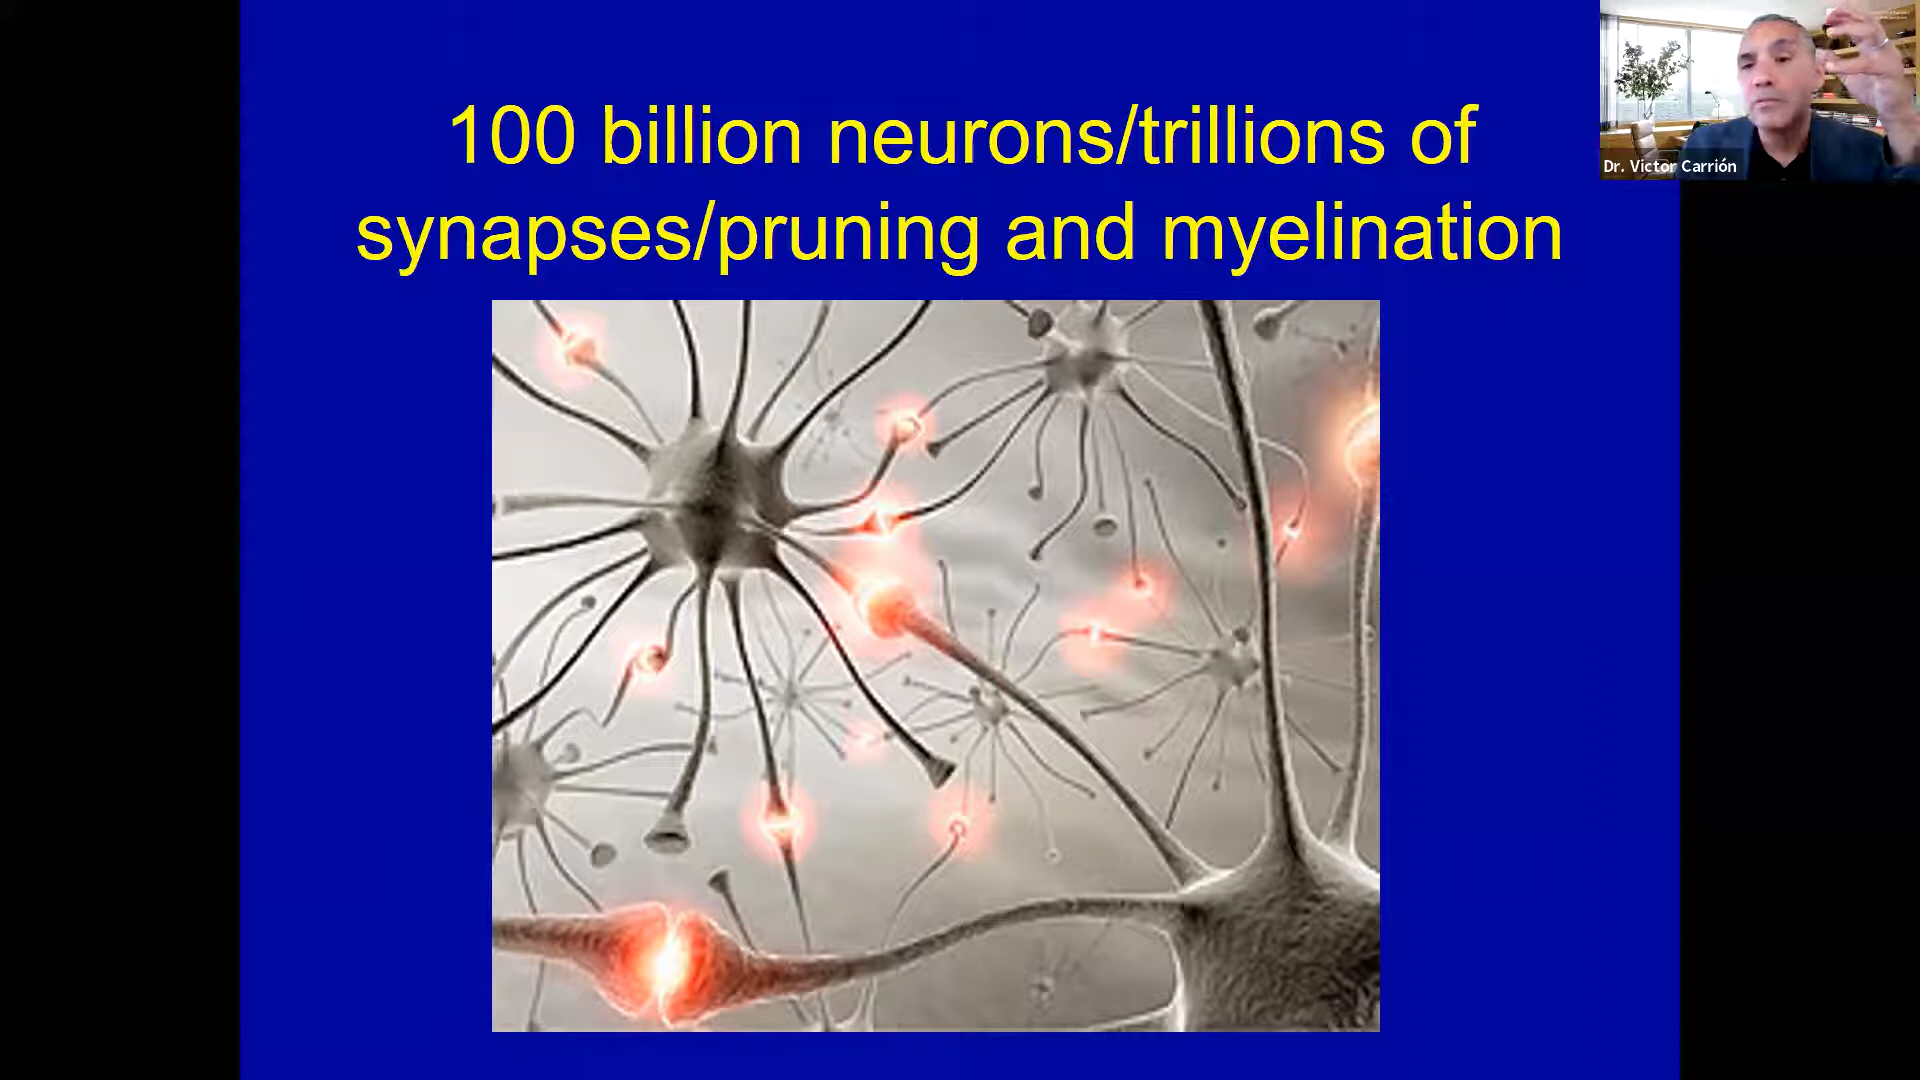 100 billion neurons/trillions of
synapses/pruning and myelination
Dr. Victor Carrión